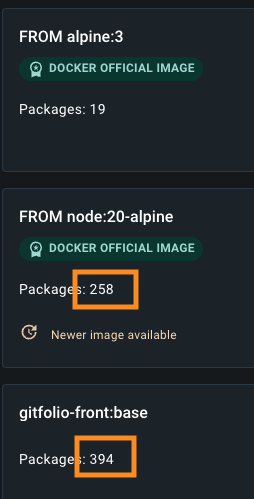 FROM alpine:3
DOCKER OFFICIAL IMAGE
Packages: 19
FROM node:20-alpine
DOCKER OFFICIAL IMAGE
Packages: 258
Newer image available
gitfolio-front:base
Packages: 394